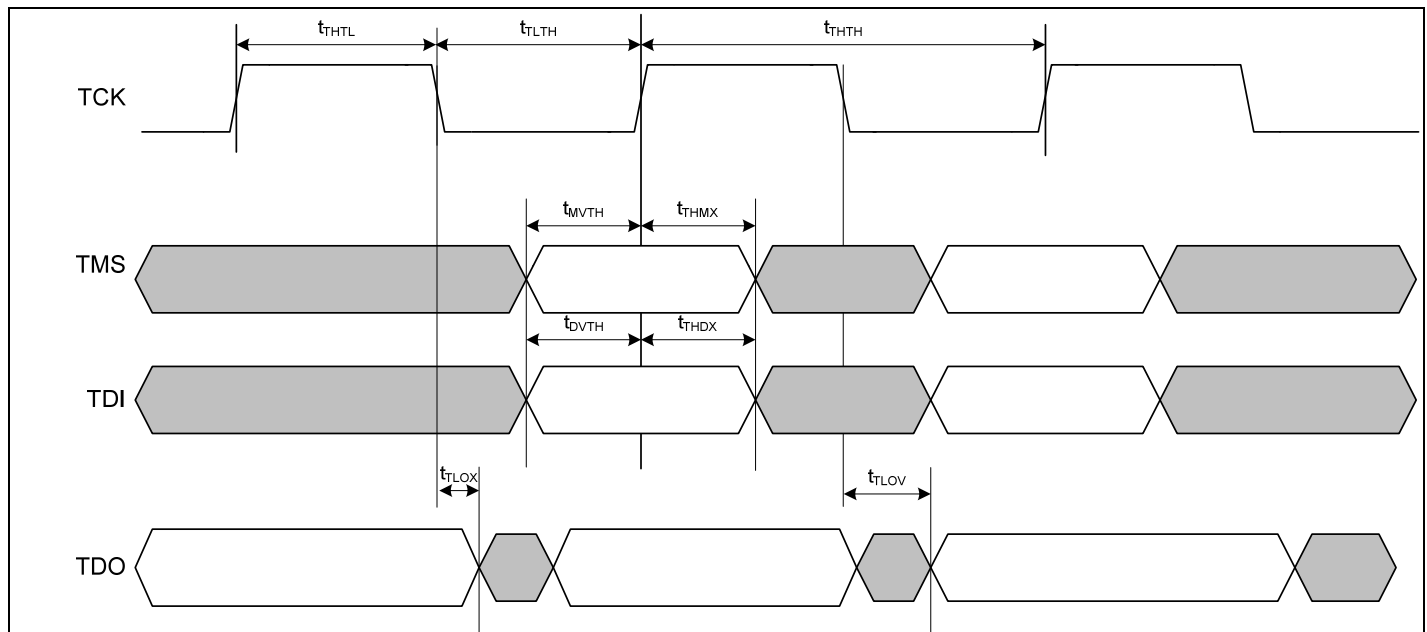 tTHTL tTLTH tTHTH
TCK
tMVTH tTHMX
TMS
tDVTH tTHDX
TDI
tTLOX tTLOV
TDO